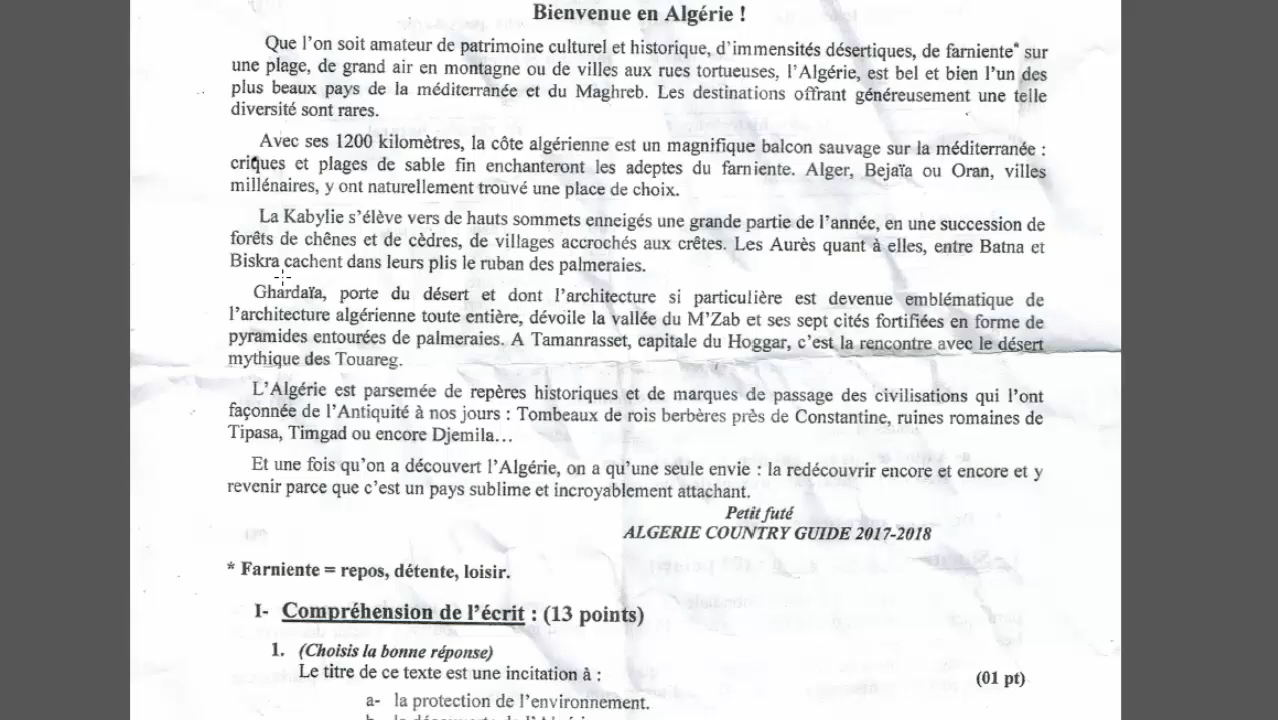 Bienvenue en Algérie !
Que l'on soit amateur de patrimoine culturel et historique, d'immensités désertiques, de farniente* sur
une plage, de grand air en montagne ou de villes aux rues tortueuses, l'Algérie, est bel et bien l'un des
plus beaux pays de la méditerranée et du Maghreb. Les destinations offrant généreusement une telle
diversité sont rares.
Avec ses 1200 kilomètres, la côte algérienne est un magnifique balcon sauvage sur la méditerranée :
criques et plages de sable fin enchanteront les adeptes du farniente. Alger, Bejaïa ou Oran, villes
millénaires, y ont naturellement trouvé une place de choix.
La Kabylie s'élève vers de hauts sommets enneigés une grande partie de l'année, en une succession de
forêts de chênes et de cèdres, de villages accrochés aux crêtes. Les Aurès quant à elles, entre Batna et
Biskra cachent dans leurs plis le ruban des palmeraies.
Ghardaïa, porte du désert et dont l'architecture si particulière est devenue emblématique de
l'architecture algérienne toute entière, dévoile la vallée du M'Zab et ses sept cités fortifiées en forme de
pyramides entourées de palmeraies. A Tamanrasset, capitale du Hoggar, c'est la rencontre avec le désert
mythique des Touareg.
L'Algérie est parsemée de repères historiques et de marques de passage des civilisations qui l'ont
façonnée de l'Antiquité à nos jours : Tombeaux de rois berbères près de Constantine, ruines romaines de
Tipasa, Timgad ou encore Djemila...
Et une fois qu'on a découvert l'Algérie, on a qu'une seule envie : la redécouvrir encore et encore et y
revenir parce que c'est un pays sublime et incroyablement attachant.
Petit futé
ALGERIE COUNTRY GUIDE 2017-2018
* Farniente = repos, détente, loisir.
I- Compréhension de l'écrit : (13 points)
1. (Choisis la bonne réponse)
Le titre de ce texte est une incitation à :
(01 pt)
a- la protection de l'environnement.